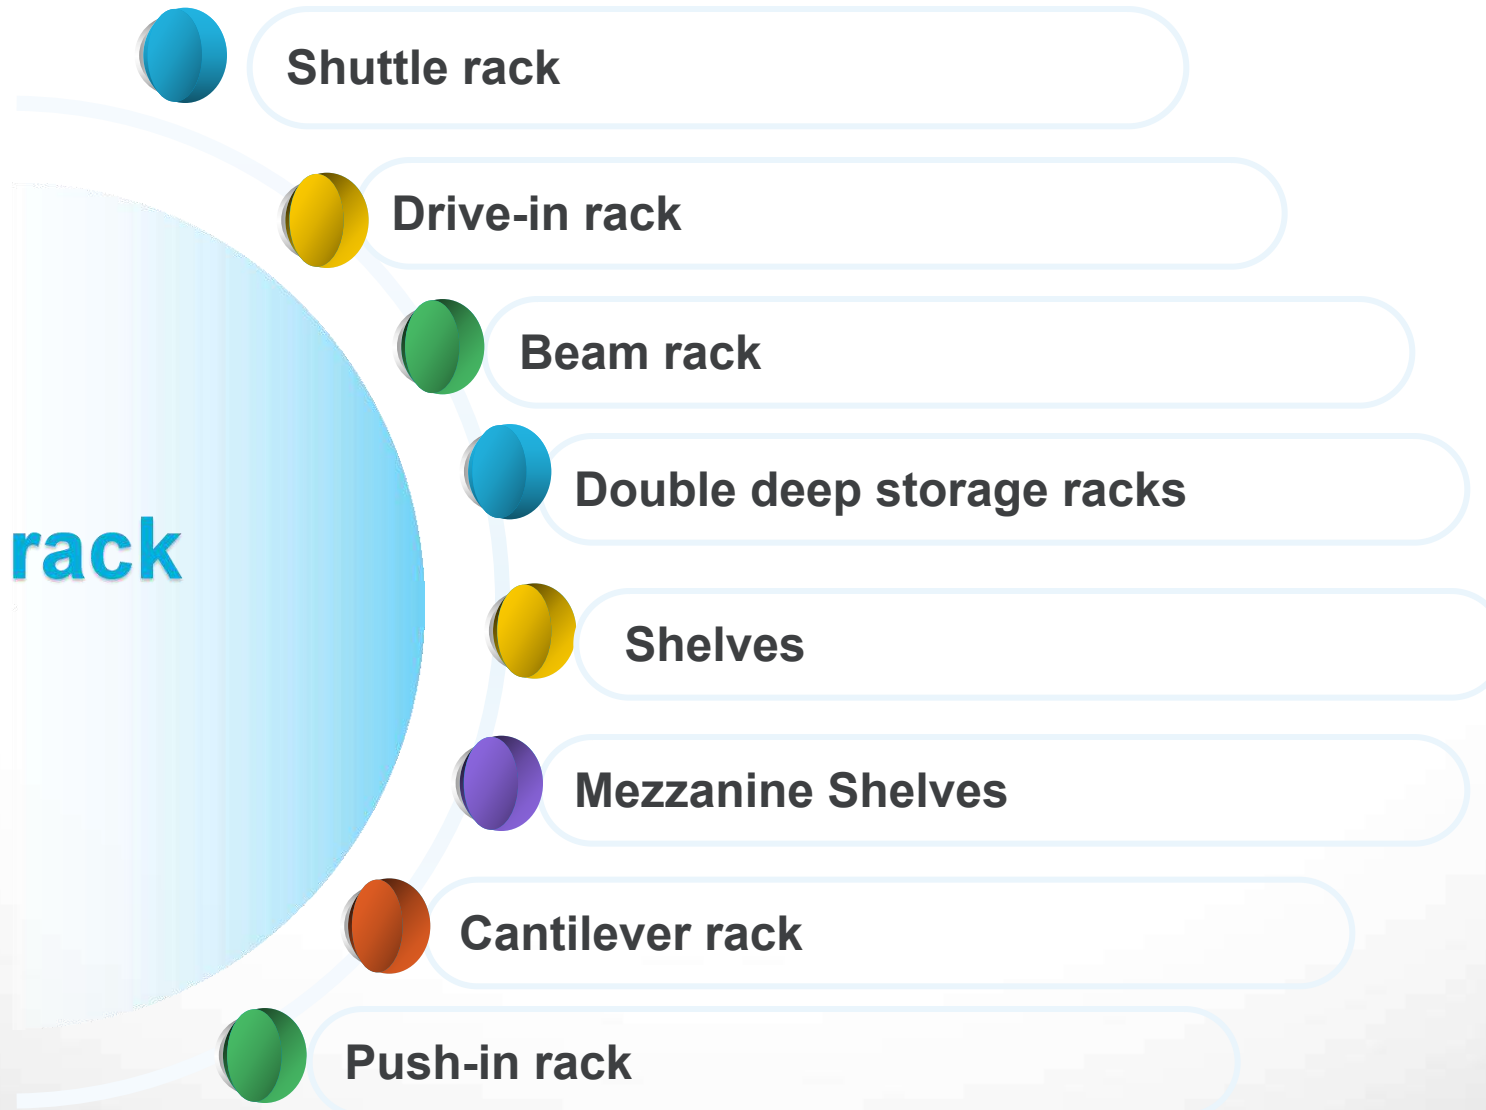 Shuttle rack
Drive-in rack
Beam rack
Double deep storage racks
rack
Shelves
Mezzanine Shelves
Cantilever rack
Push-in rack